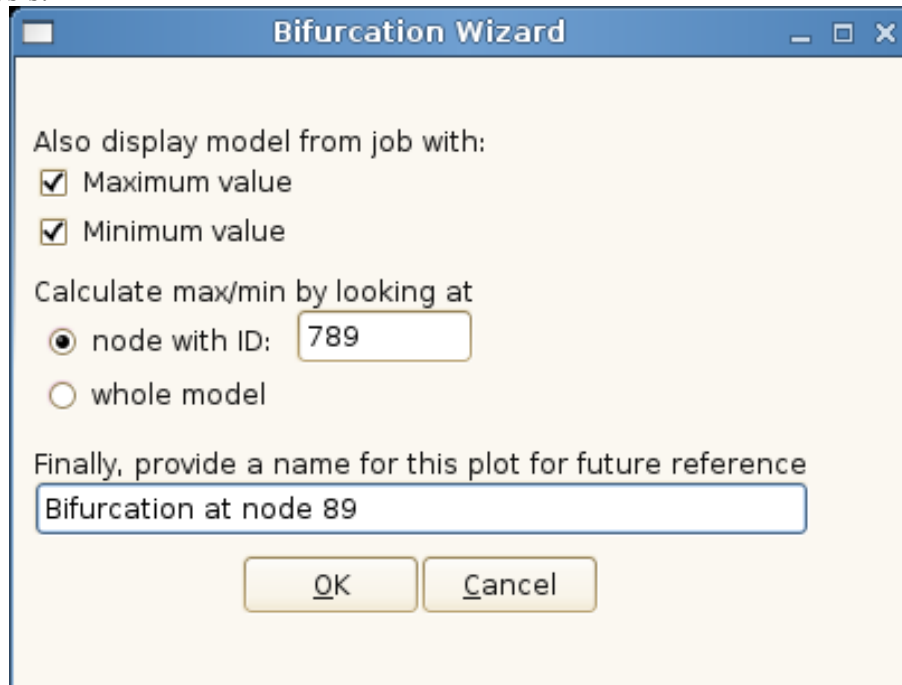 Bifurcation Wizard
Also display model from job with:
Maximum value
Minimum value
Calculate max/min by looking at
node with ID: 789
whole model
Finally, provide a name for this plot for future reference
Bifurcation at node 89
OK Cancel